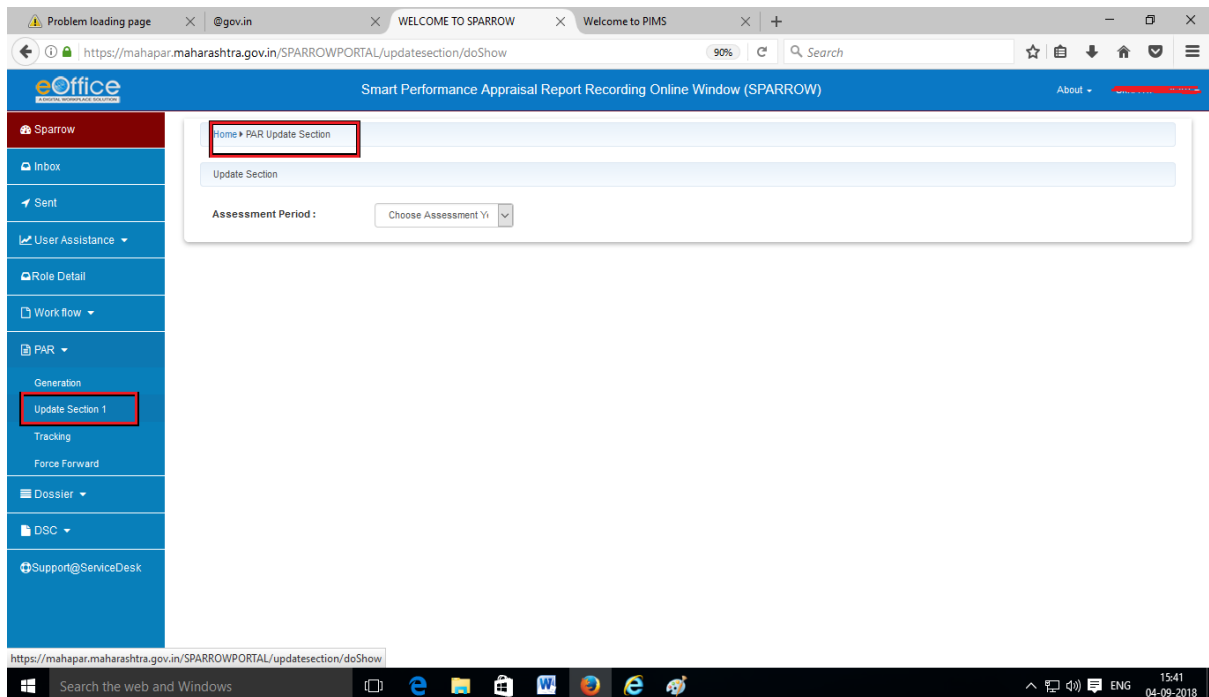 Problem loading page
@gov.in
WELCOME TO SPARROW
Welcome to PIMS
https://mahapar.maharashtra.gov.in/SPARROWPORTAL/updatesection/doShow
90%
Search
eOffice
A DIGITAL WORKPLACE SOLUTION
Smart Performance Appraisal Report Recording Online Window (SPARROW)
About
Sparrow
Home PAR Update Section
Inbox
Update Section
Sent
Assessment Period :
Choose Assessment Y
User Assistance
Role Detail
Work flow
PAR
Generation
Update Section 1
Tracking
Force Forward
Dossier
DSC
Support@ServiceDesk
https://mahapar.maharashtra.gov.in/SPARROWPORTAL/updatesection/doShow
Search the web and Windows
ENG
15:41
04-09-2018